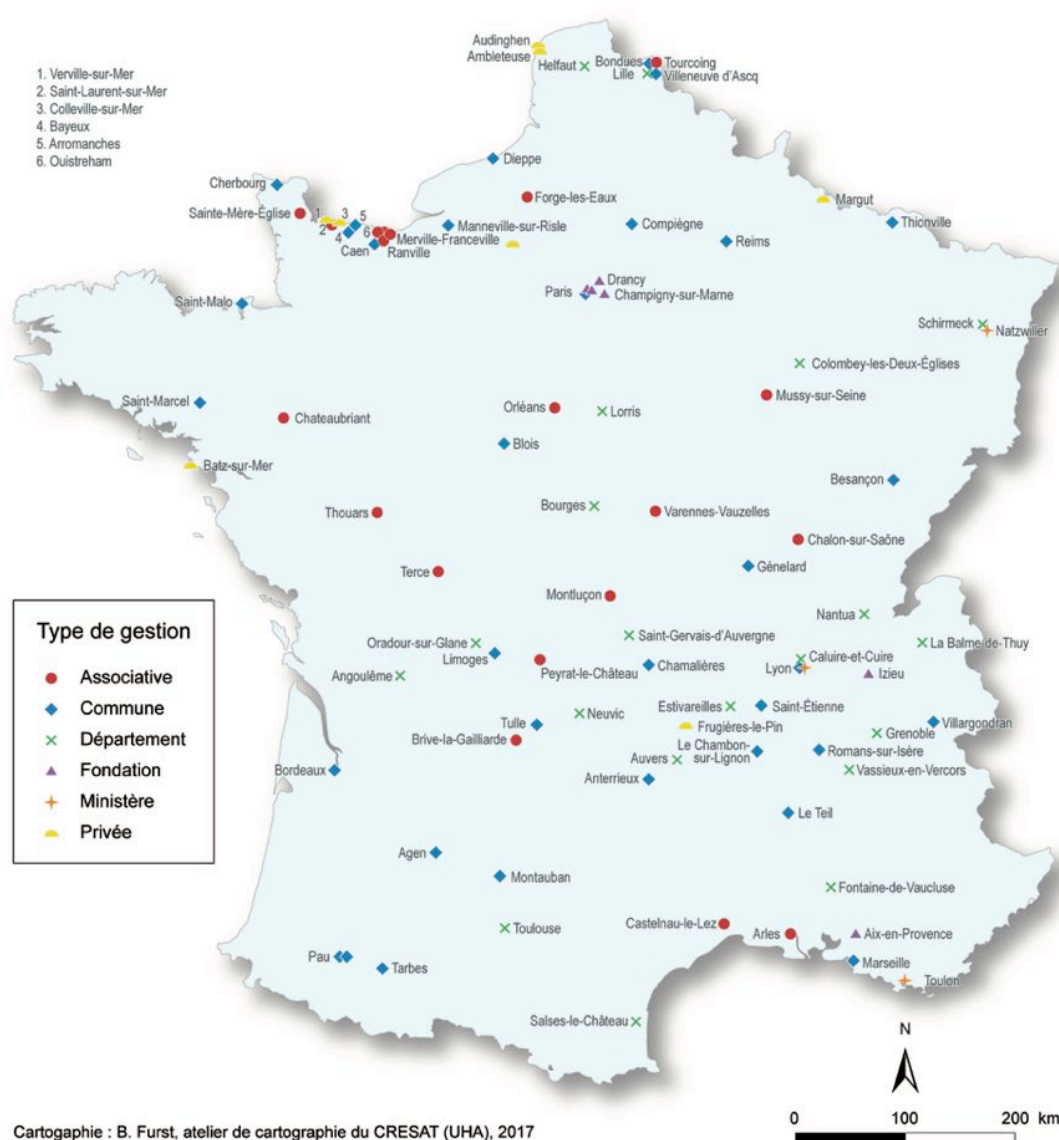 1. Verville-sur-Mer
2. Saint-Laurent-sur-Mer
3. Colleville-sur-Mer
4. Bayeux
5. Arromanches
6. Ouistreham
Audinghen
Ambleteuse
Helfaut
Bondues
Tourcoing
Lille
Villeneuve d'Ascq
Dieppe
Cherbourg
Forge-les-Eaux
Margut
Sainte-Mère-Église
1
3
5
2
4
6
Manneville-sur-Risle
Compiègne
Thionville
Merville-Franceville
Reims
Caen
Ranville
Drancy
Paris
Champigny-sur-Marne
Saint-Malo
Schirmeck
Natzwiller
Colombey-les-Deux-Églises
Saint-Marcel
Mussy-sur-Seine
Chateaubriant
Orléans
Lorris
Blois
Batz-sur-Mer
Besançon
Bourges
Thouars
Varennes-Vauzelles
Chalon-sur-Saône
Terce
Génelard
Montluçon
Nantua
Saint-Gervais-d'Auvergne
Oradour-sur-Glane
La Balme-de-Thuy
Limoges
Caluire-et-Cuire
Peyrat-le-Château
Chamalières
Lyon
Izieu
Angoulême
Estivareilles
Saint-Étienne
Neuvic
Tulle
Frugières-le-Pin
Villargondran
Brive-la-Gailliarde
Grenoble
Le Chambon-
sur-Lignon
Romans-sur-Isère
Auvers
Bordeaux
Anterrieux
Vassieux-en-Vercors
Le Teil
Agen
Montauban
Fontaine-de-Vaucluse
Toulouse
Castelnau-le-Lez
Arles
Aix-en-Provence
Pau
Tarbes
Marseille
Toulon
Salses-le-Château
Type de gestion
Associative
Commune
Département
Fondation
Ministère
Privée
N
0 100 200 km
Cartogaphie : B. Furst, atelier de cartographie du CRESAT (UHA), 2017